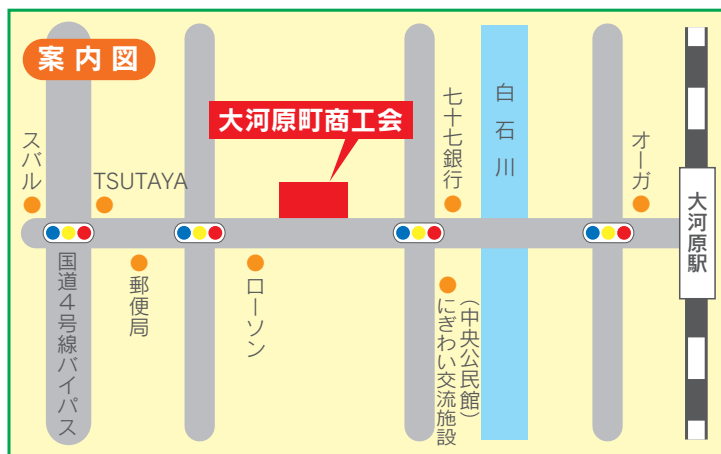 案内図
大河原町商工会
スバル
TSUTAYA
七十七銀行
白石川
オーガ
大河原駅
国道4号線バイパス
郵便局
ローソン
(中央公民館)
にぎわい交流施設